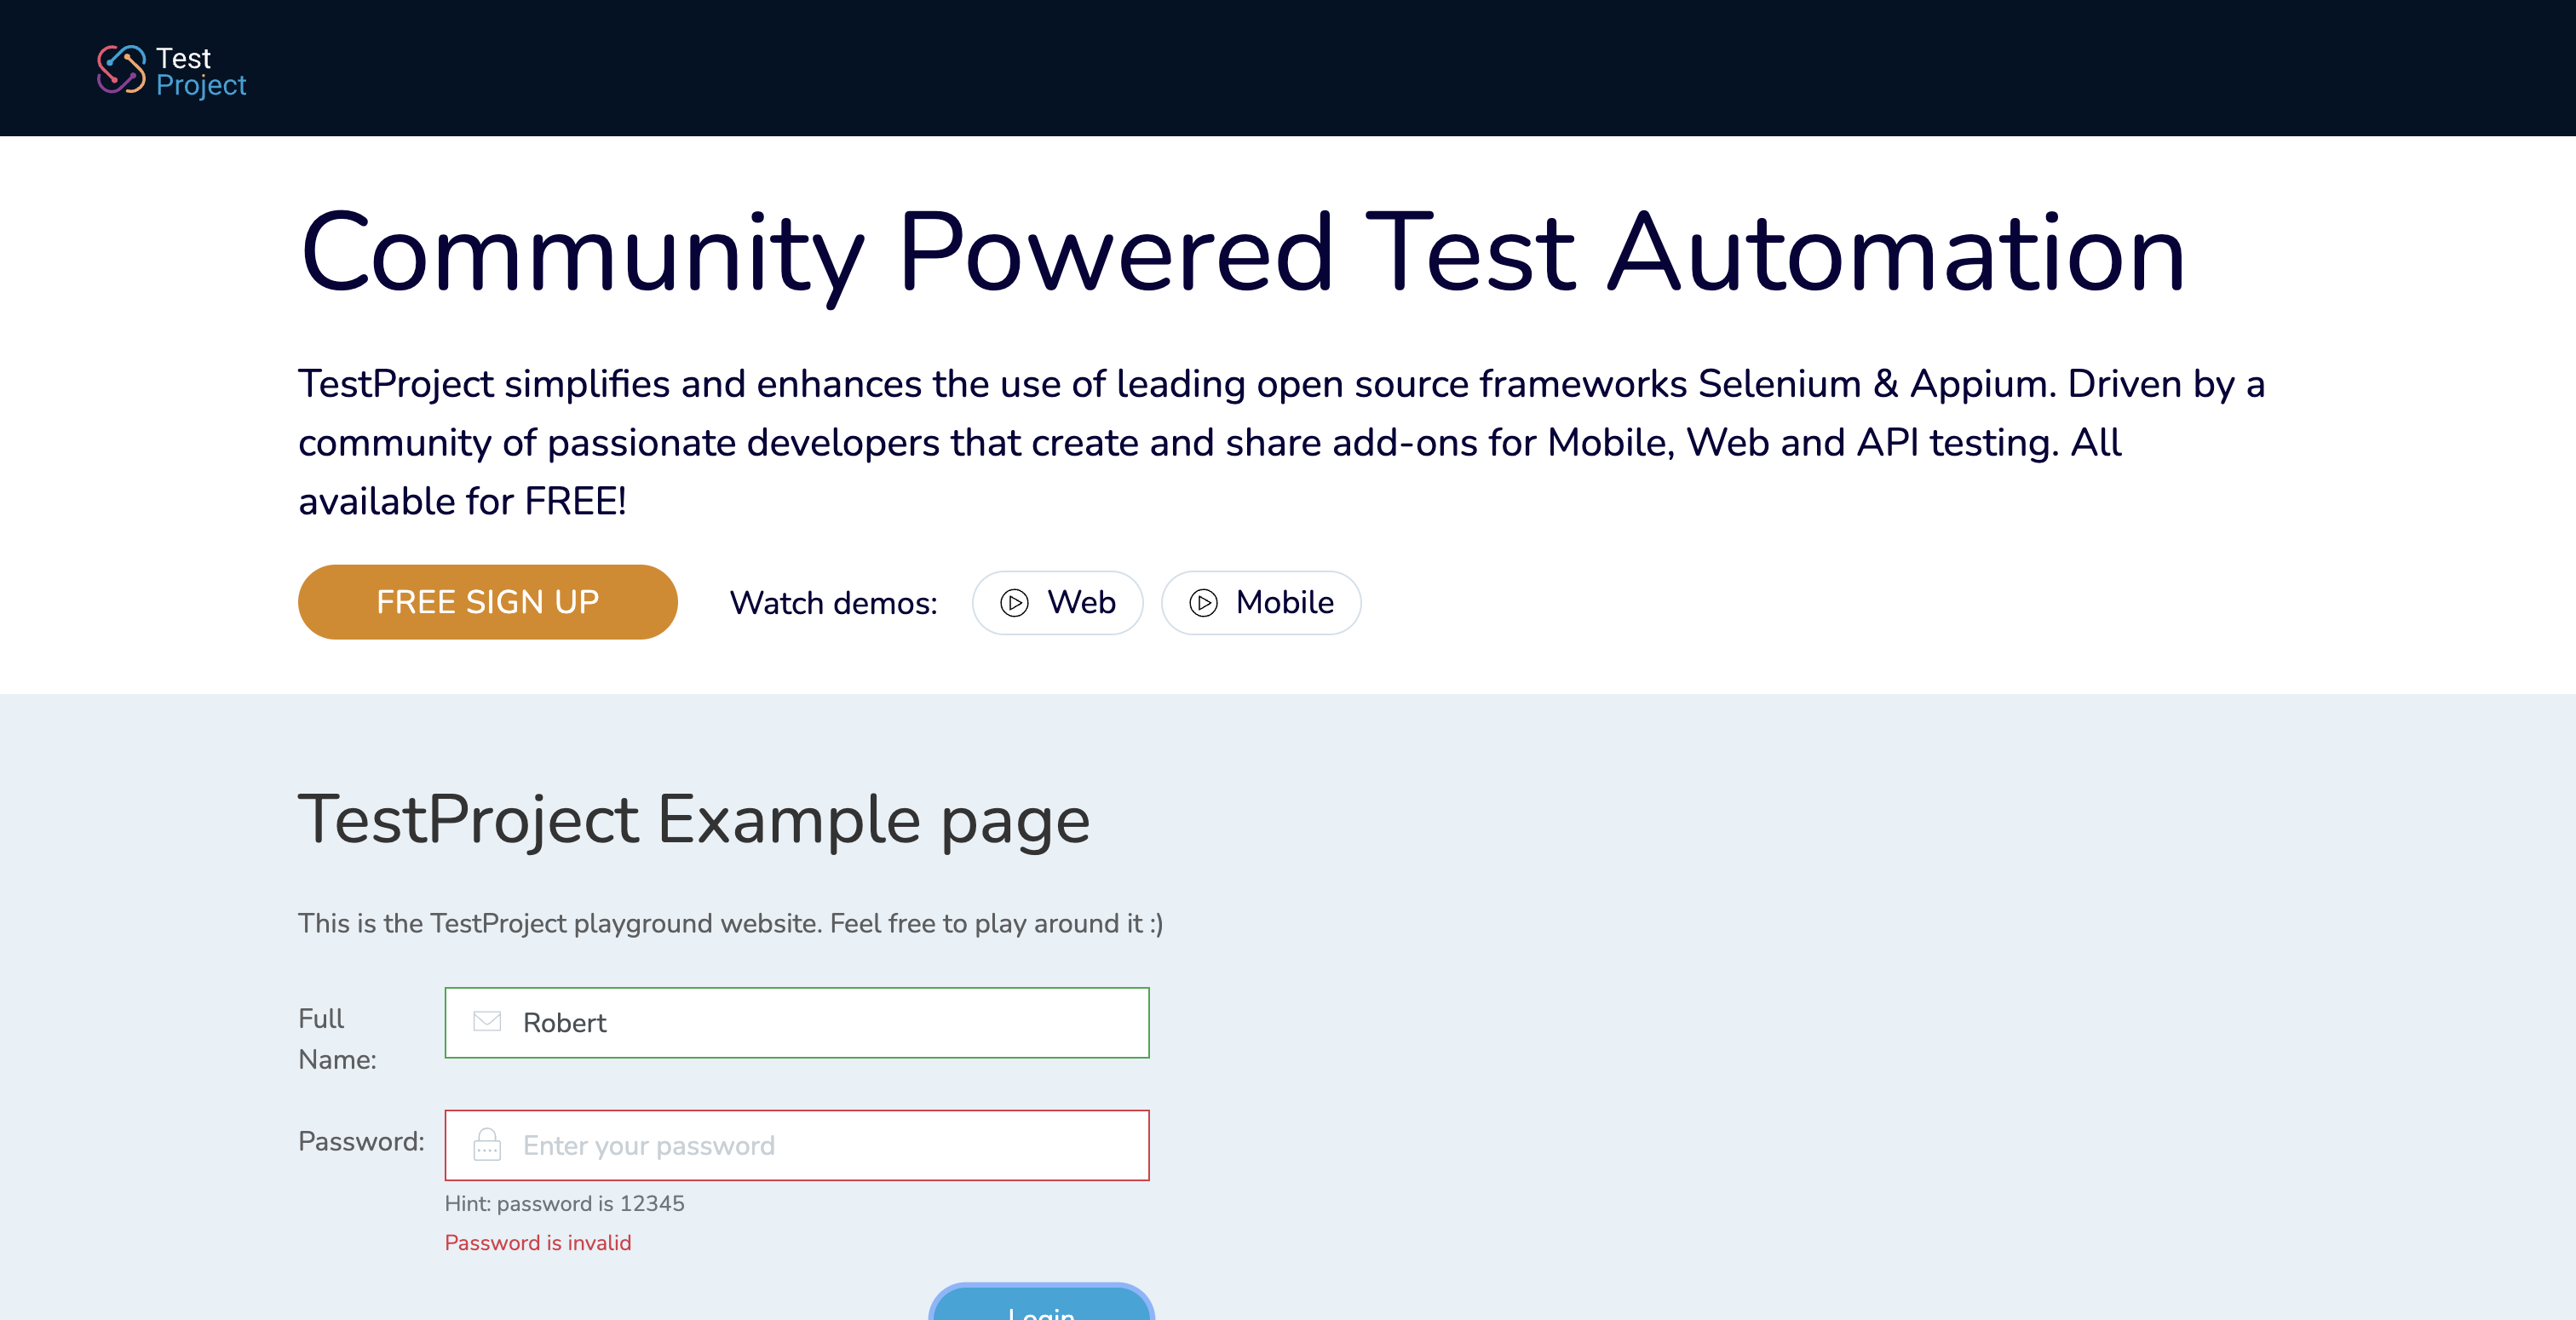 Test
Project
Community Powered Test Automation
TestProject simplifies and enhances the use of leading open source frameworks Selenium & Appium. Driven by a
community of passionate developers that create and share add-ons for Mobile, Web and API testing. All
available for FREE!
FREE SIGN UP
Watch demos:
Web
Mobile
TestProject Example page
This is the TestProject playground website. Feel free to play around it :)
Full
Name:
Robert
Password:
Enter your password
Hint: password is 12345
Password is invalid
Login